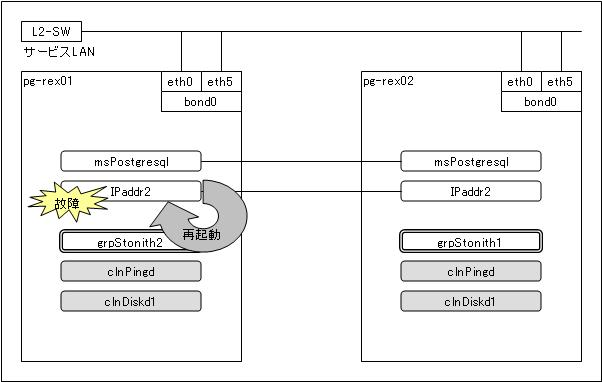 L2-SW
サービスLAN
pg-rex01
eth0
eth5
bond0
pg-rex02
eth0
eth5
bond0
msPostgresql
msPostgresql
故障
IPaddr2
IPaddr2
再起動
grpStonith2
grpStonith1
clnPingd
clnPingd
clnDiskd1
clnDiskd1